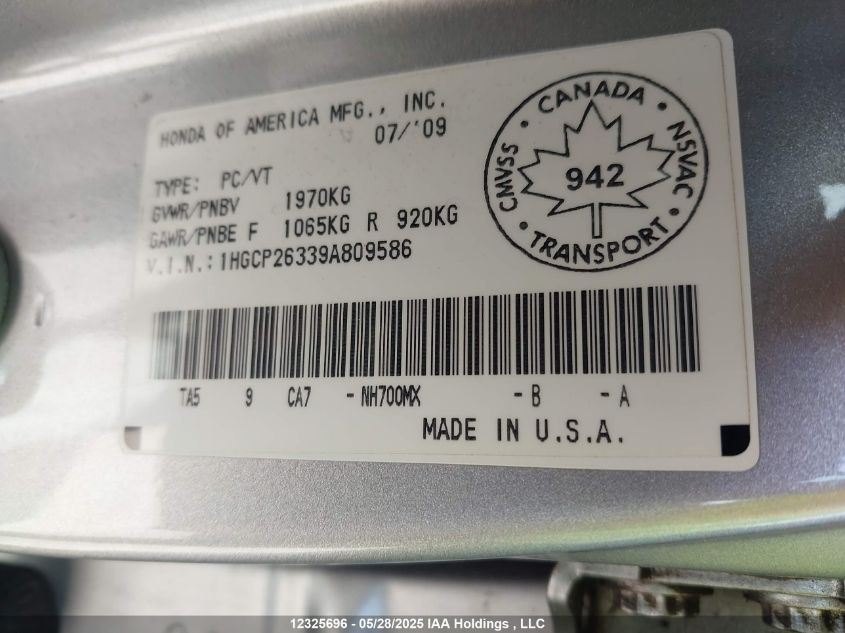 HONDA OF AMERICA MFG., INC.
07/'09
TYPE: PC/VT
GVWR/PNBV 1970KG
GAWR/PNBE F 1065KG R 920KG
V.I.N.:1HGCP26339A809586
CANADA
CMVSS
942
NSVAC
TRANSPORT
TA5 9 CA7 -NH700MX -B -A
MADE IN U.S.A.
12325696 - 05/28/2025 IAA Holdings , LLC